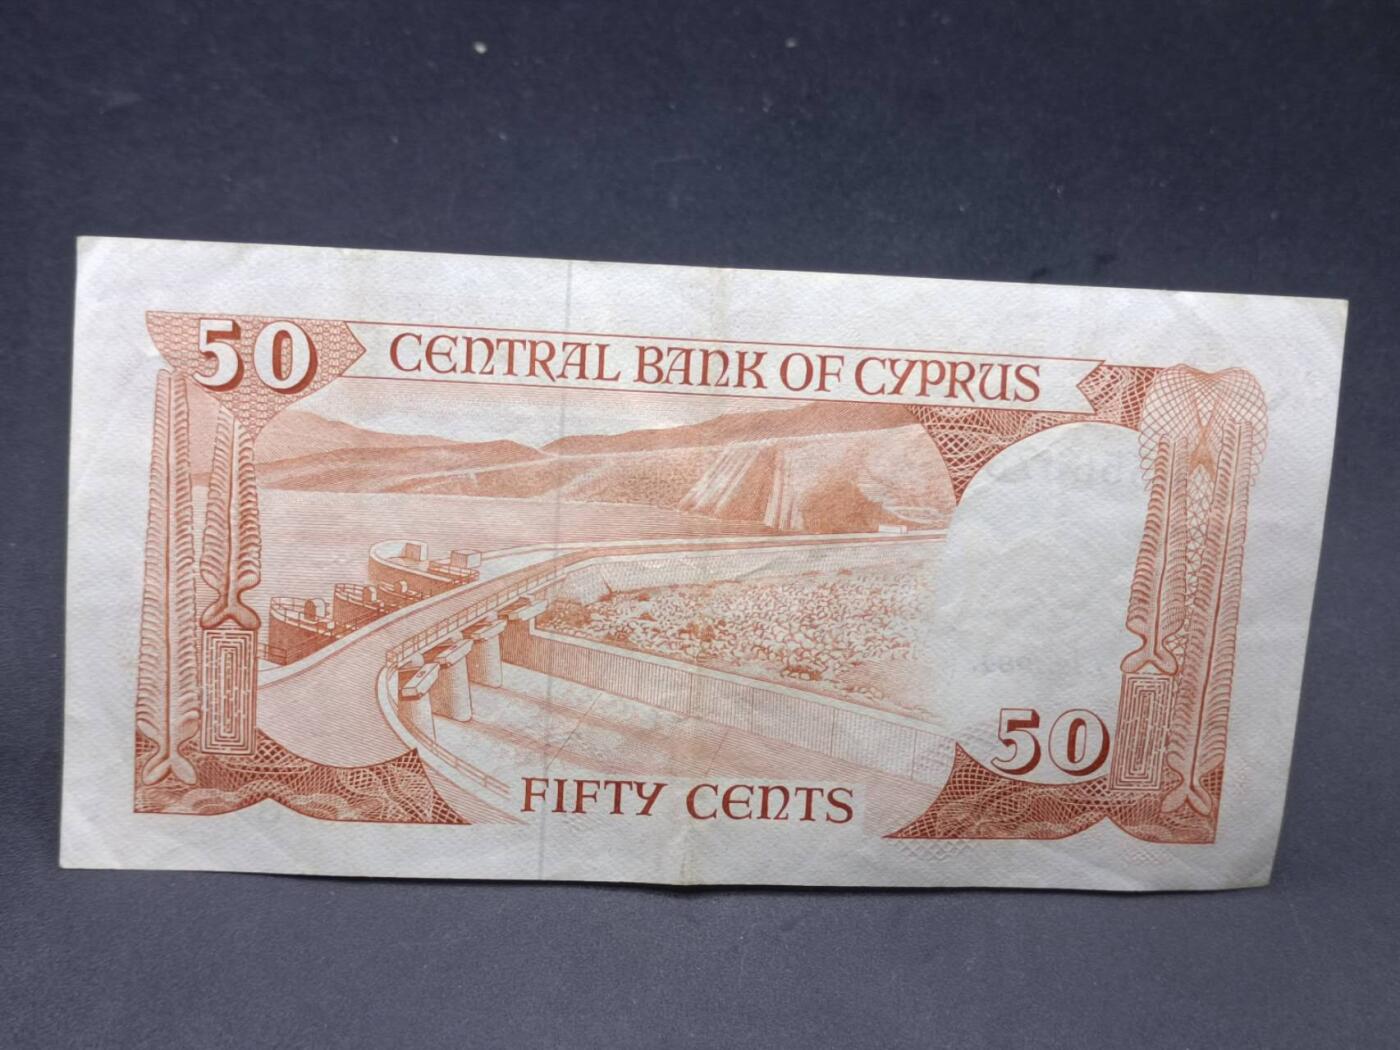 50
CENTRAL BANK OF CYPRUS
50
FIFTY CENTS